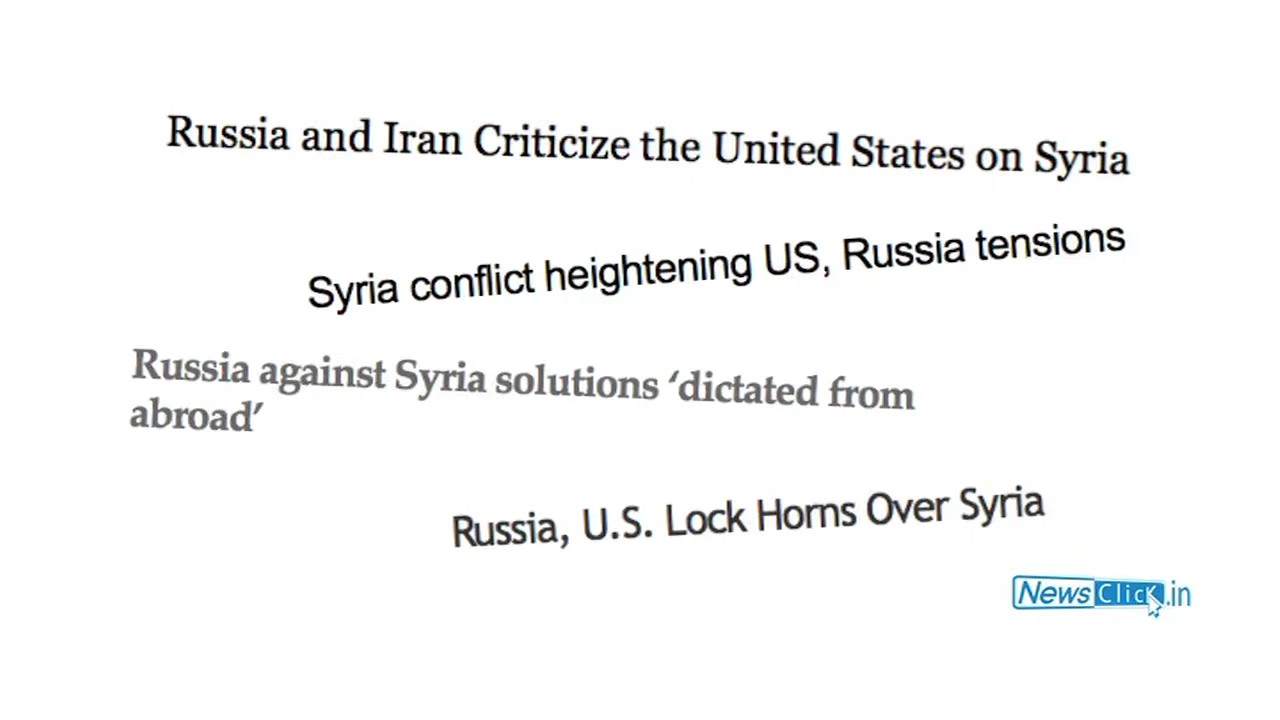 Russia and Iran Criticize the United States on Syria
Syria conflict heightening US, Russia tensions
Russia against Syria solutions ‘dictated from
abroad’
Russia, U.S. Lock Horns Over Syria
NewsClick.in